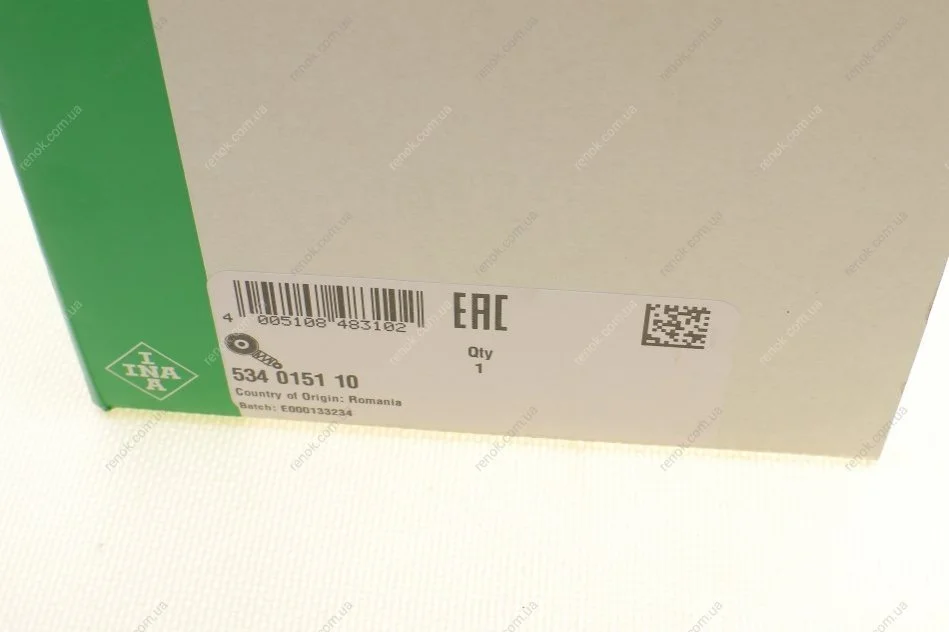 4 005108 483102
EAC
Qty
1
534 0151 10
Country of Origin: Romania
Batch: E000133234
I
INA
A
renok.com.ua